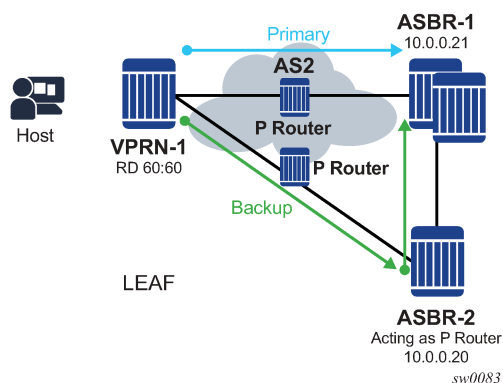 Primary
ASBR-1
10.0.0.21
AS2
P Router
Host
VPRN-1
RD 60:60
P Router
Backup
LEAF
ASBR-2
Acting as P Router
10.0.0.20
sw0083